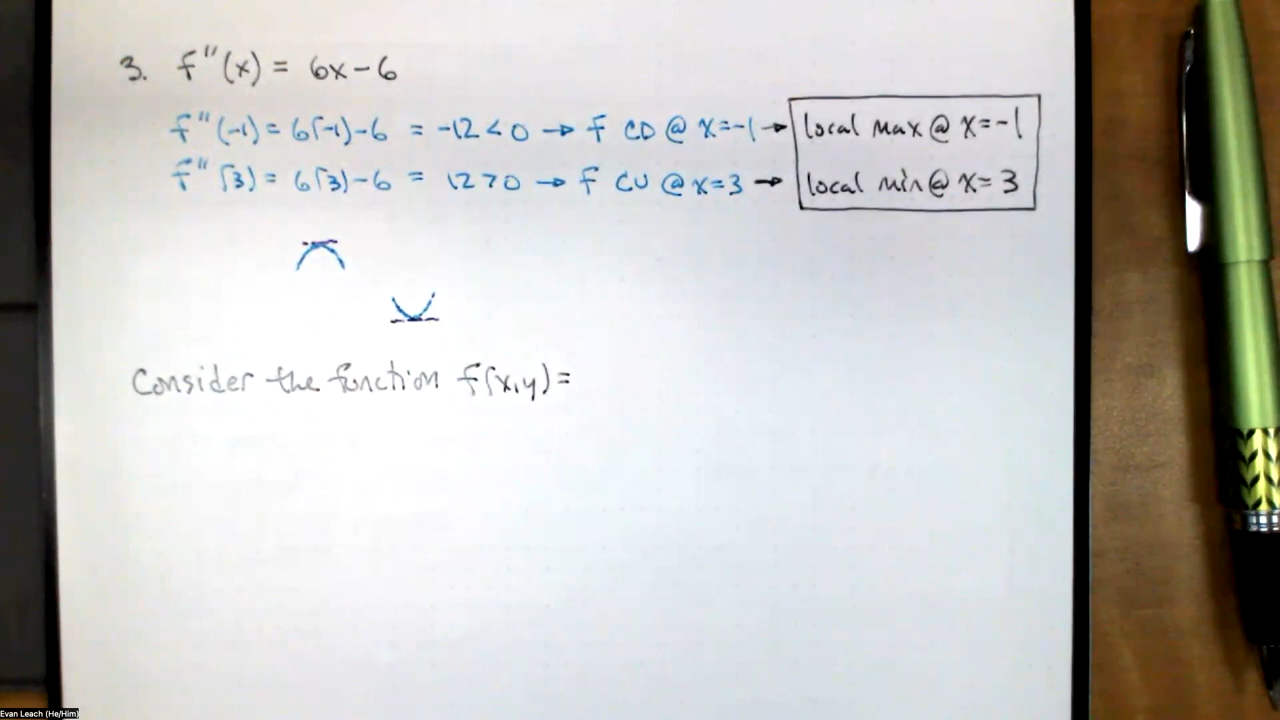 3. f''(x) = 6x-6
f''(-1) = 6(-1)-6 = -12 < 0 → f CD @ x=-1 → local max @ x=-1
f''(3) = 6(3)-6 = 12 > 0 → f CU @ x=3 → local min @ x=3
Consider the function f(x,y) =
Evan Leach (He/Him)